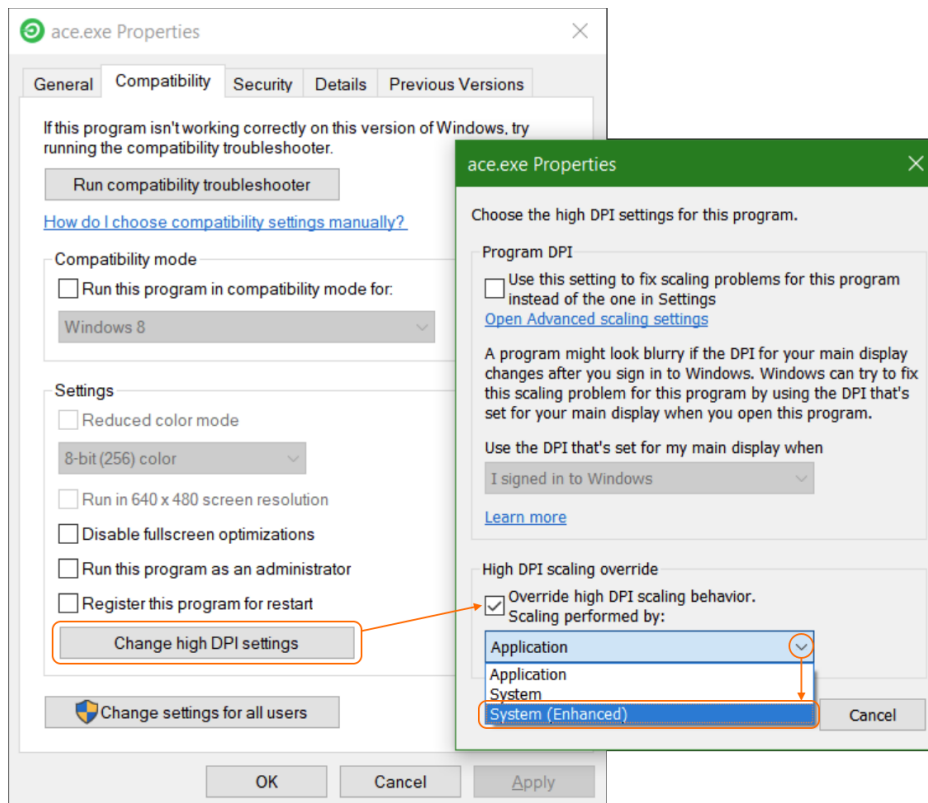 ace.exe Properties
General Compatibility Security Details Previous Versions
If this program isn't working correctly on this version of Windows, try
running the compatibility troubleshooter.
Run compatibility troubleshooter
How do I choose compatibility settings manually?
Compatibility mode
Run this program in compatibility mode for:
Windows 8
Settings
Reduced color mode
8-bit (256) color
Run in 640 x 480 screen resolution
Disable fullscreen optimizations
Run this program as an administrator
Register this program for restart
Change high DPI settings
Change settings for all users
OK Cancel Apply
ace.exe Properties
Choose the high DPI settings for this program.
Program DPI
Use this setting to fix scaling problems for this program
instead of the one in Settings
Open Advanced scaling settings
A program might look blurry if the DPI for your main display
changes after you sign in to Windows. Windows can try to fix
this scaling problem for this program by using the DPI that's
set for your main display when you open this program.
Use the DPI that's set for my main display when
I signed in to Windows
Learn more
High DPI scaling override
Override high DPI scaling behavior.
Scaling performed by:
Application
Application
System
System (Enhanced)
Cancel